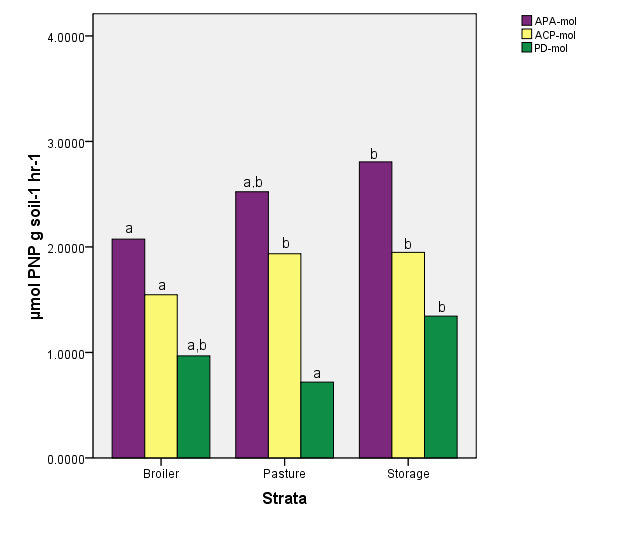 APA-mol
ACP-mol
PD-mol
4.0000
3.0000
2.0000
1.0000
0.0000
µmol PNP g soil-1 hr-1
a
a
a,b
a,b
b
a
b
b
b
Broiler
Pasture
Storage
Strata